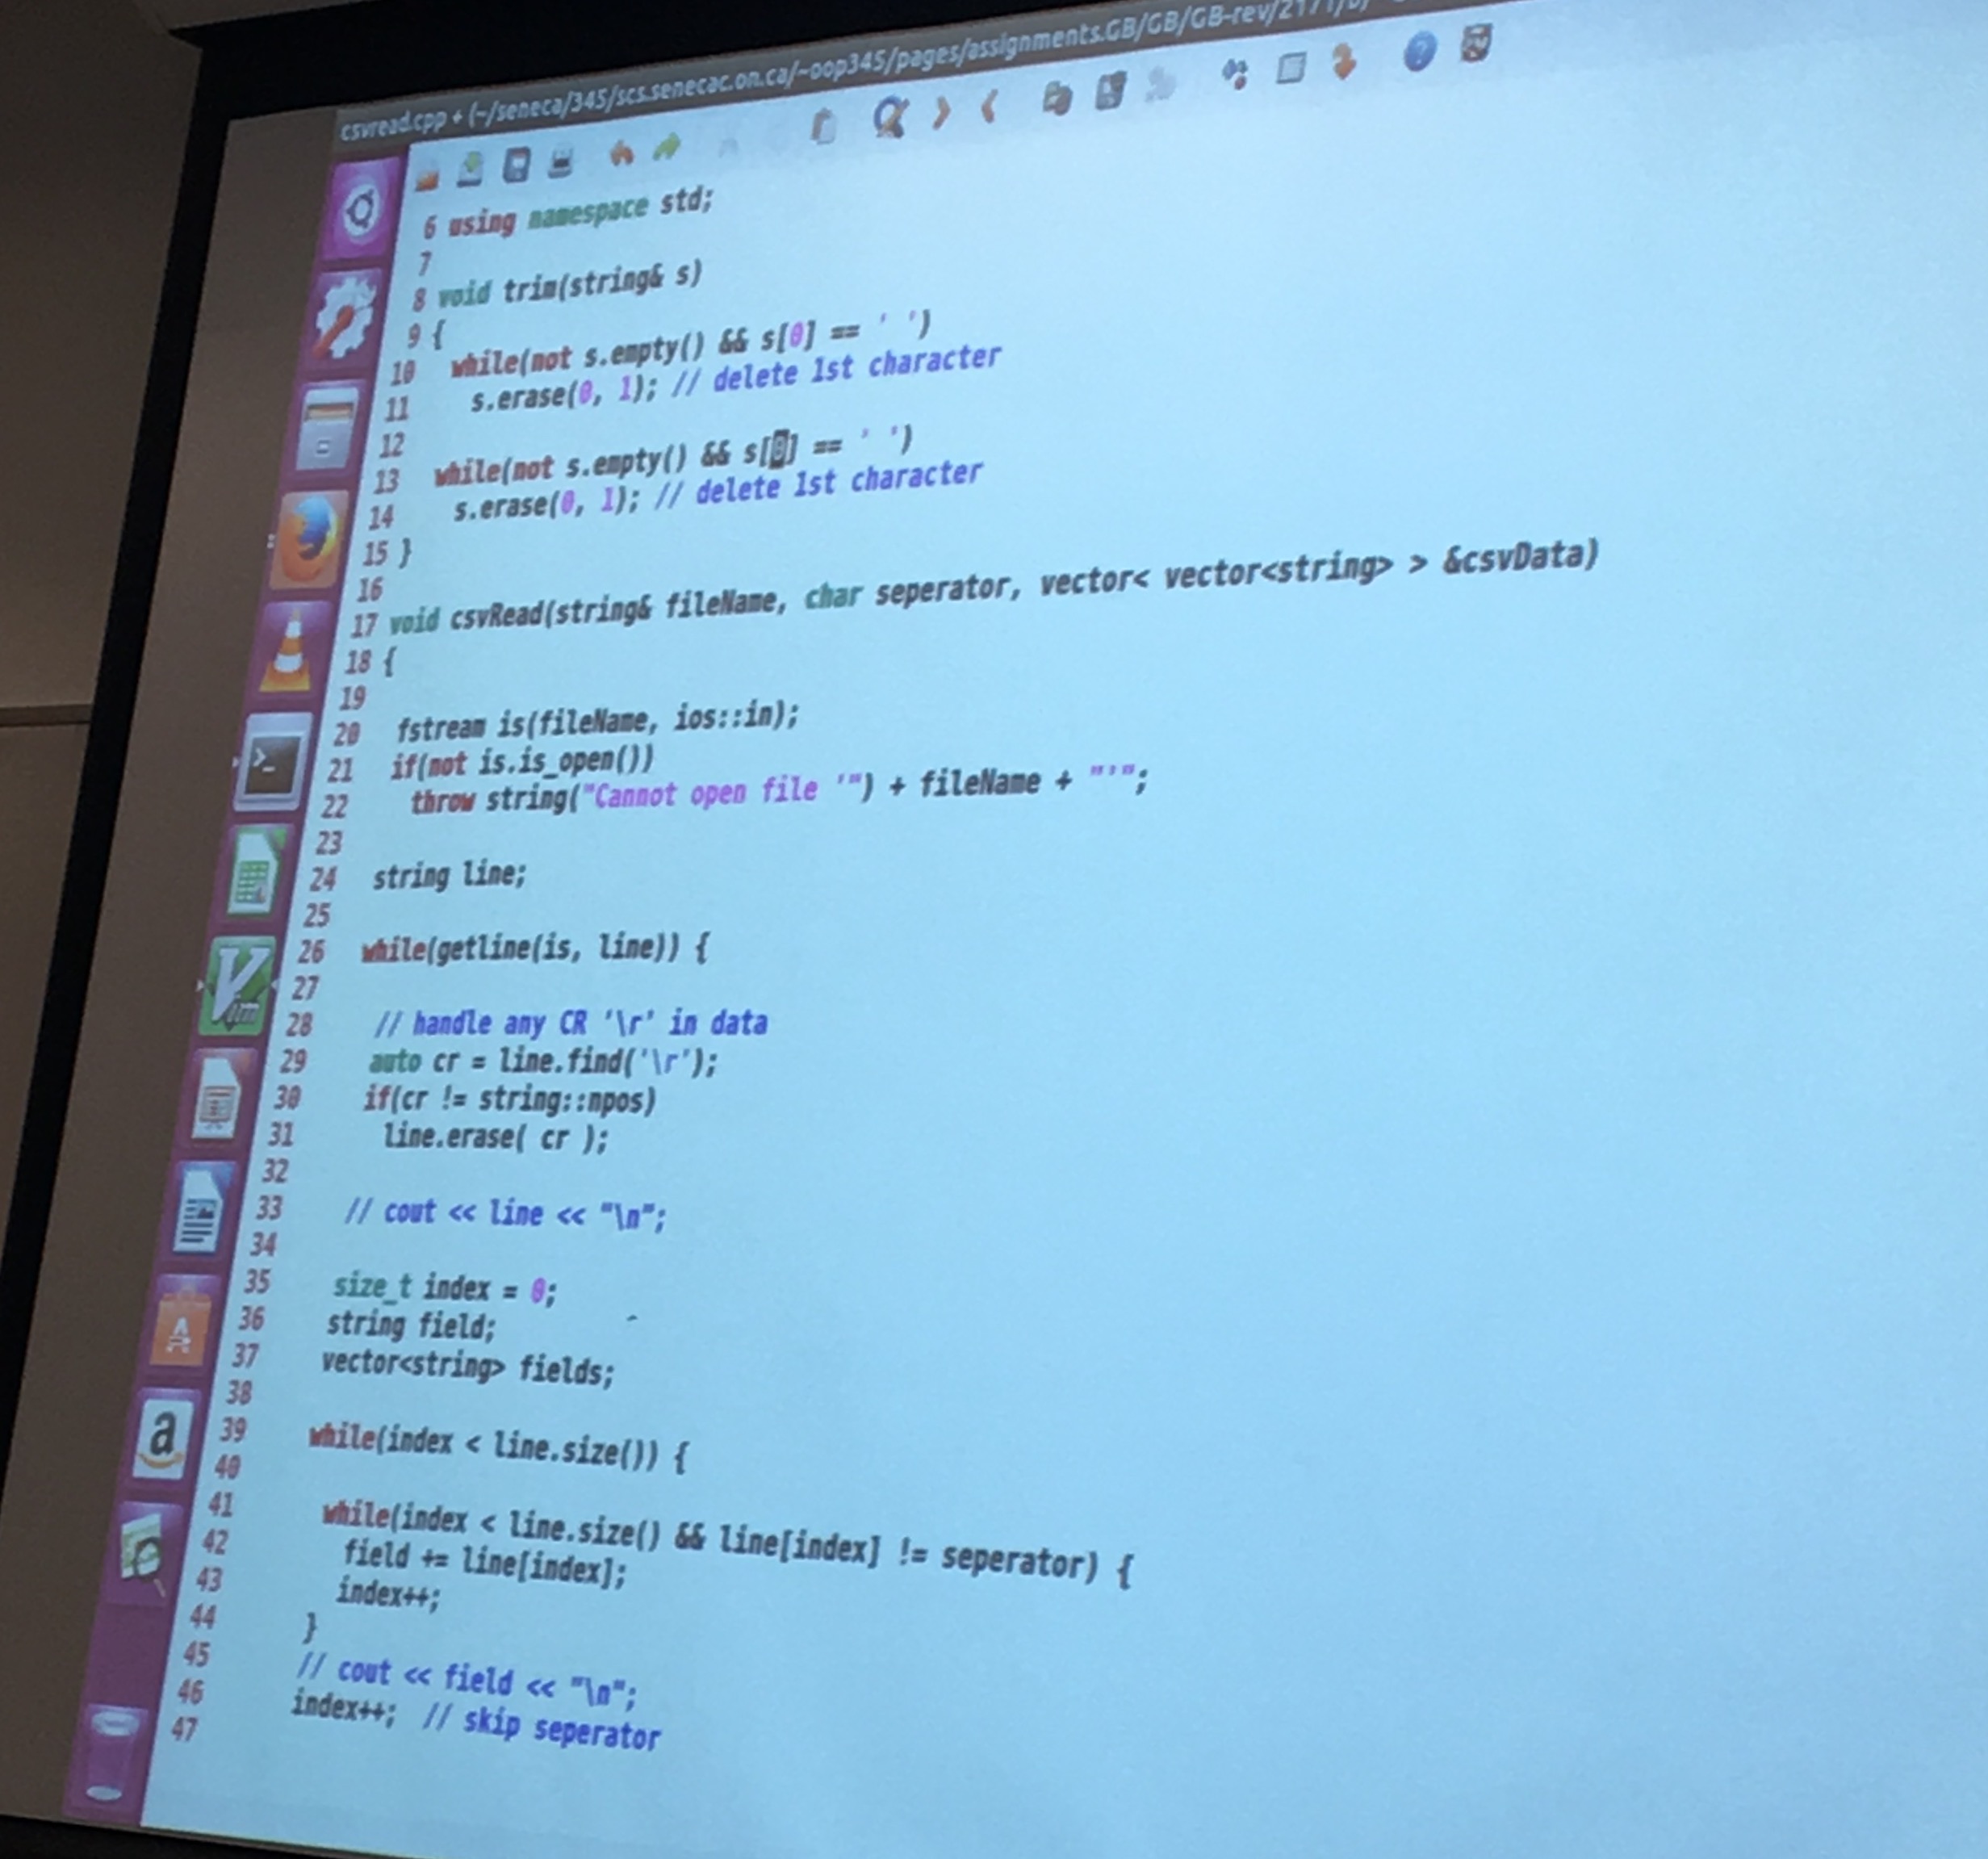 csvread.cpp + (~/seneca/345/scs.senecac.on.ca/~oop345/pages/assignments.GB/GB/GB-rev/2171/
6 using namespace std;
7
8 void trim(string& s)
9 {
10 while(not s.empty() && s[0] == ' ')
11 s.erase(0, 1); // delete 1st character
12
13 while(not s.empty() && s[0] == ' ')
14 s.erase(0, 1); // delete 1st character
15 }
16
17 void csvRead(string& fileName, char seperator, vector< vector<string> > &csvData)
18 {
19
20 fstream is(fileName, ios::in);
21 if(not is.is_open())
22 throw string("Cannot open file '") + fileName + "'";
23
24 string line;
25
26 while(getline(is, line)) {
27
28 // handle any CR '\r' in data
29 auto cr = line.find('\r');
30 if(cr != string::npos)
31 line.erase( cr );
32
33 // cout << line << "\n";
34
35 size_t index = 0;
36 string field;
37 vector<string> fields;
38
39 while(index < line.size()) {
40
41 while(index < line.size() && line[index] != seperator) {
42 field += line[index];
43 index++;
44 }
45 // cout << field << "\n";
46 index++; // skip seperator
47
Vim
A
a